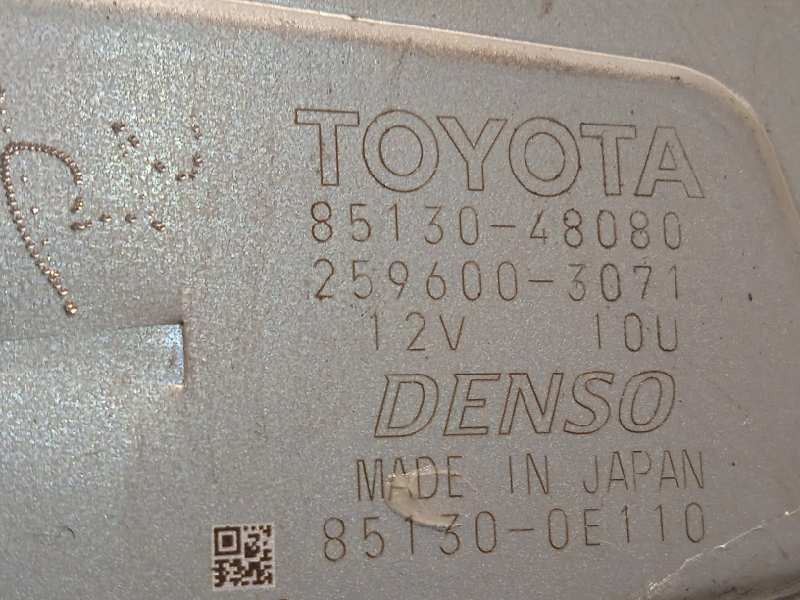 TOYOTA
85130-48080
259600-3071
12V 10U
DENSO
MADE IN JAPAN
85130-0E110